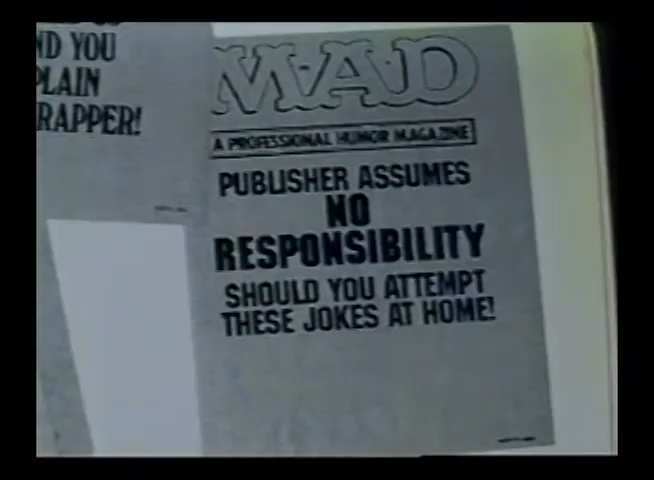 ND YOU
PLAIN
RAPPER!
MAD
A PROFESSIONAL HUMOR MAGAZINE
PUBLISHER ASSUMES
NO
RESPONSIBILITY
SHOULD YOU ATTEMPT
THESE JOKES AT HOME!